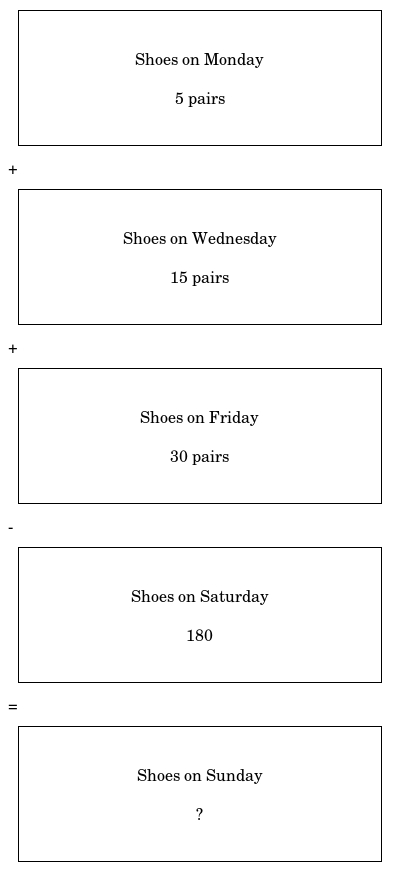 Shoes on Monday
5 pairs
+
Shoes on Wednesday
15 pairs
+
Shoes on Friday
30 pairs
-
Shoes on Saturday
180
=
Shoes on Sunday
?